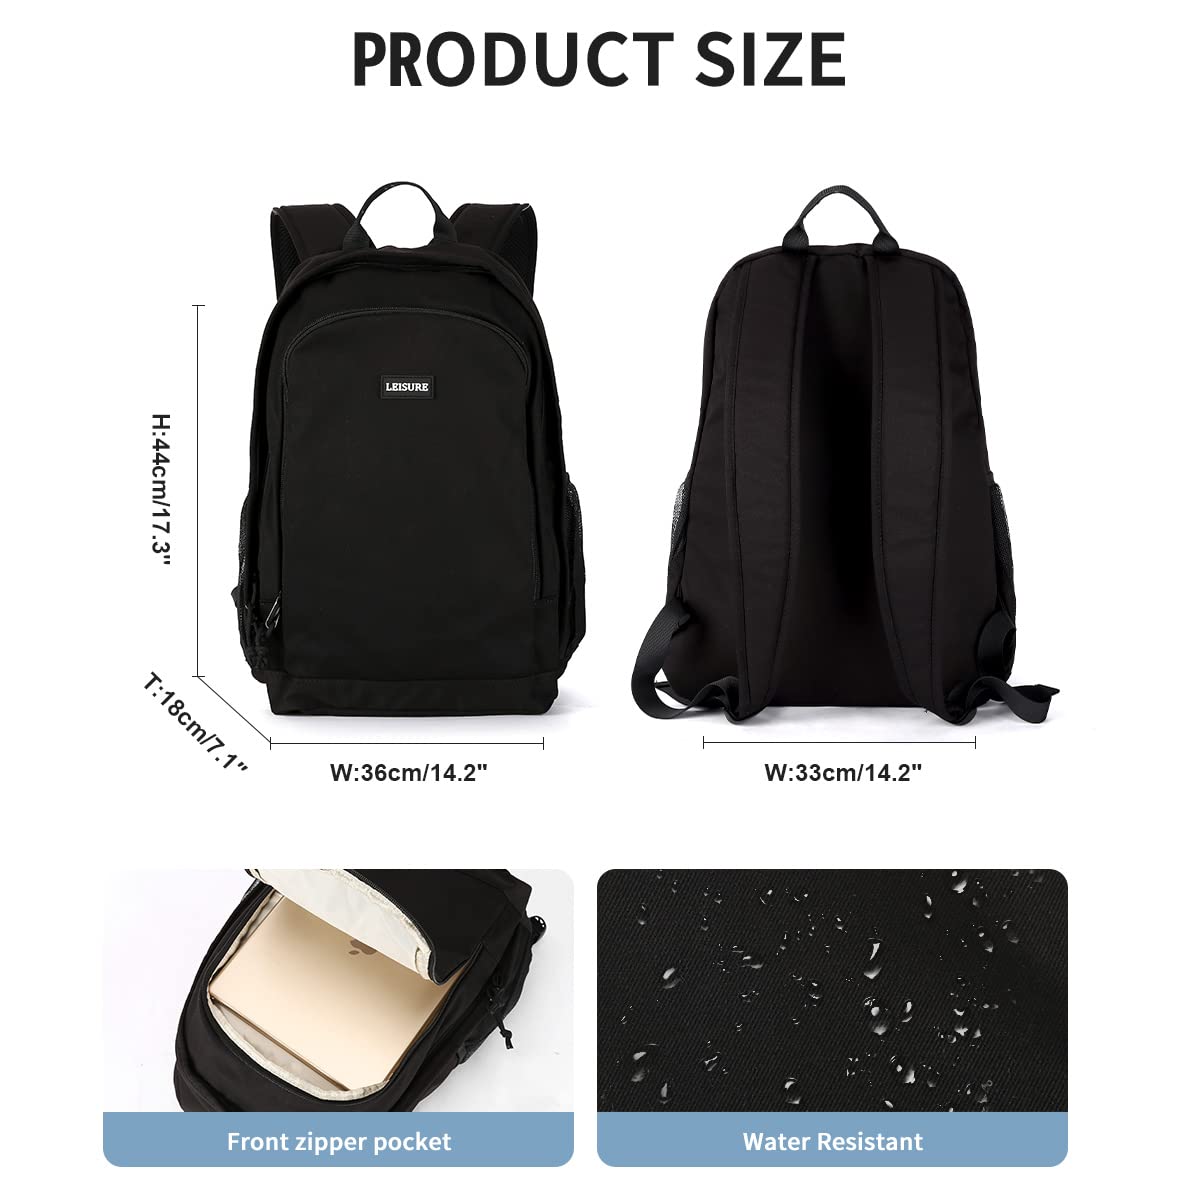 PRODUCT SIZE
LEISURE
H:44cm/17.3"
T:18cm/7.1"
W:36cm/14.2"
W:33cm/14.2"
Front zipper pocket
Water Resistant